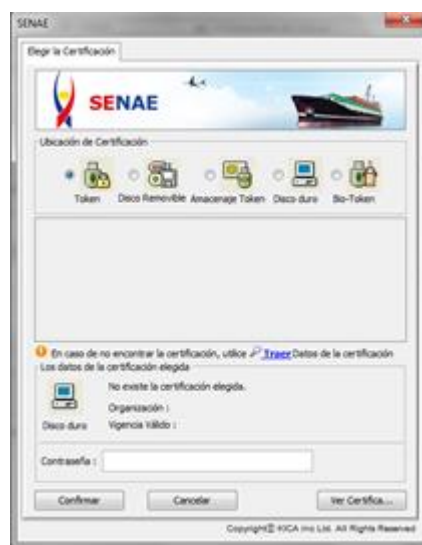 SENAE
Elegir la Certificación
SENAE
Ubicación de Certificación
Token Disco Removible Amacenaje Token Disco duro Bio-Token
En caso de no encontrar la certificación, utilice Traer Datos de la certificación
Los datos de la certificación elegida
No existe la certificación elegida.
Organización :
Disco duro Vigencia Válido :
Contraseña :
Confirmar Cancelar Ver Certifica...
Copyright KICA Inc Ltd. All Rights Reserved